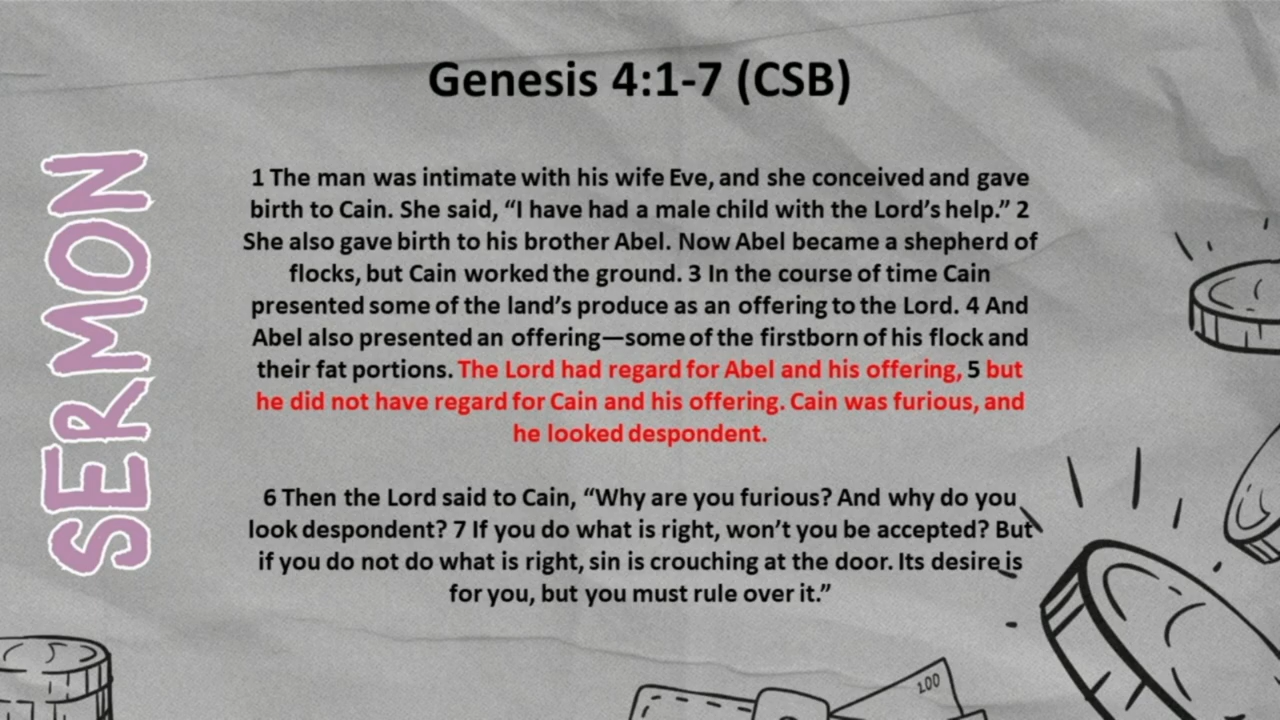 Genesis 4:1-7 (CSB)
SERMON
1 The man was intimate with his wife Eve, and she conceived and gave
birth to Cain. She said, “I have had a male child with the Lord’s help.” 2
She also gave birth to his brother Abel. Now Abel became a shepherd of
flocks, but Cain worked the ground. 3 In the course of time Cain
presented some of the land’s produce as an offering to the Lord. 4 And
Abel also presented an offering—some of the firstborn of his flock and
their fat portions. The Lord had regard for Abel and his offering, 5 but
he did not have regard for Cain and his offering. Cain was furious, and
he looked despondent.
6 Then the Lord said to Cain, “Why are you furious? And why do you
look despondent? 7 If you do what is right, won’t you be accepted? But
if you do not do what is right, sin is crouching at the door. Its desire is
for you, but you must rule over it.”
100